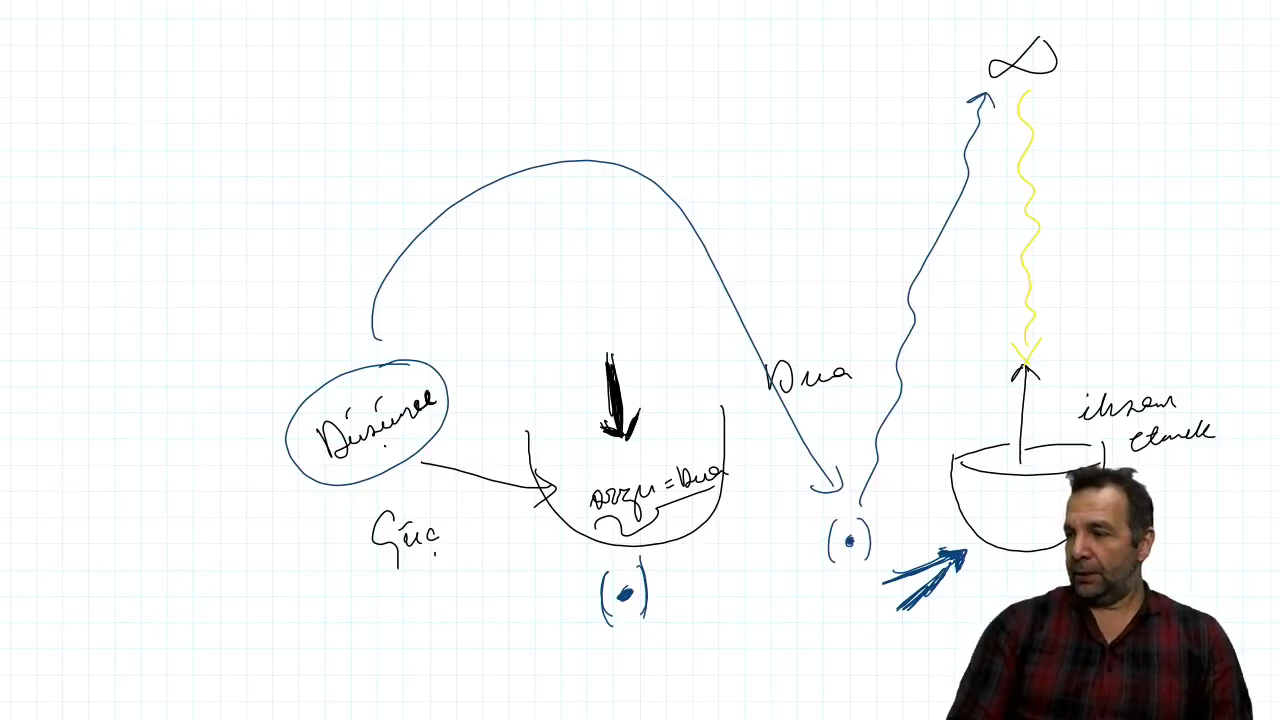 Düşünce
Güç
arzu = Dua
Dua
ihsan
etmek